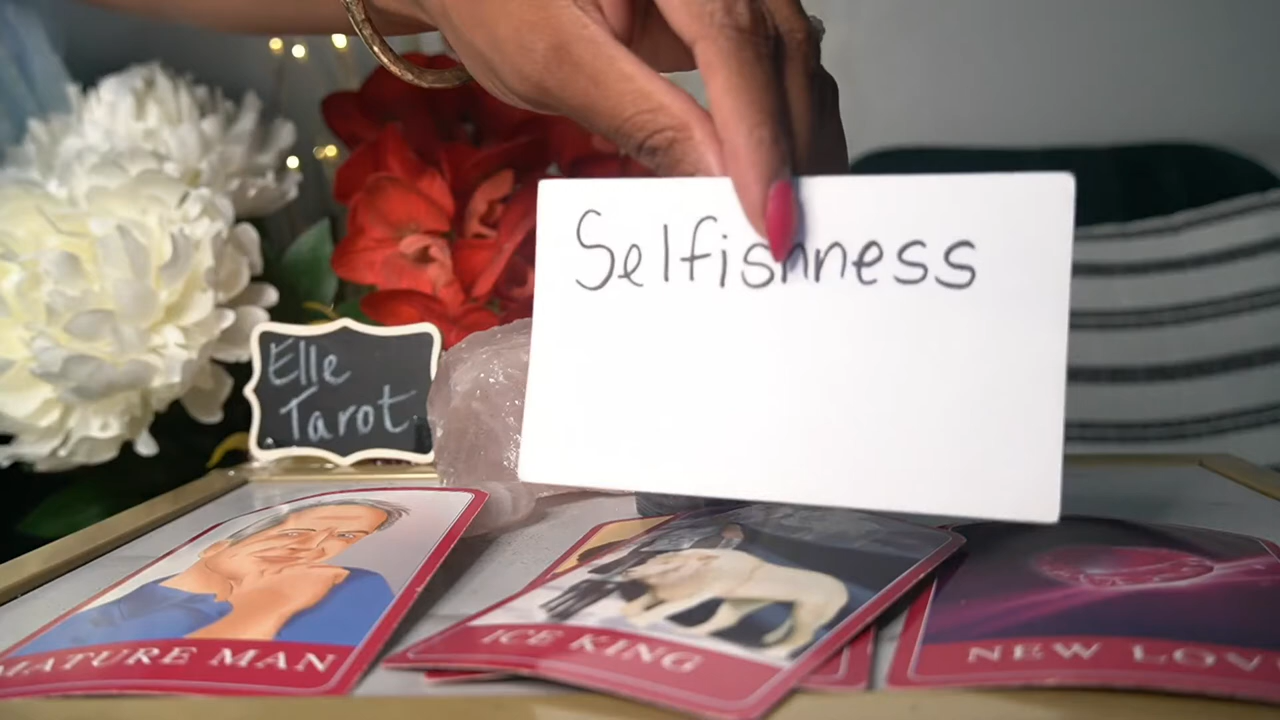 Selfishness
Elle
Tarot
MATURE MAN
ICE KING
NEW LOV